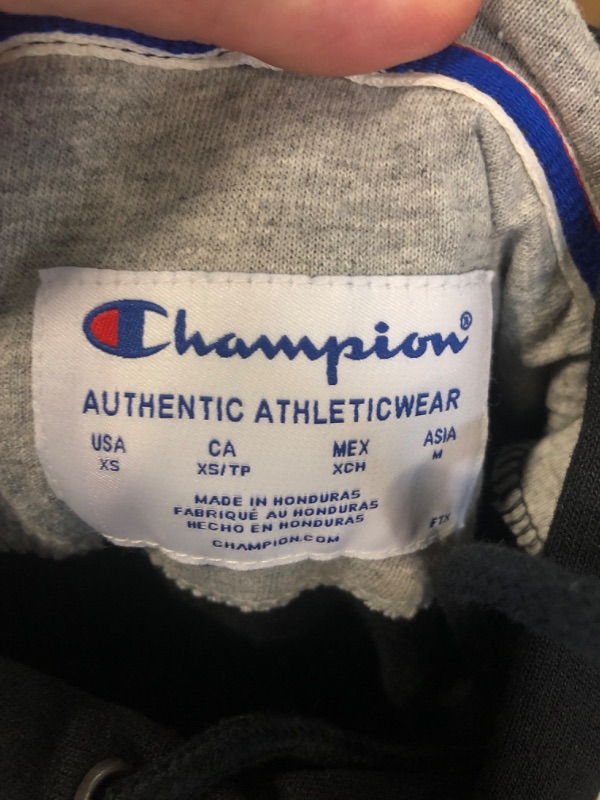 Champion®
AUTHENTIC ATHLETICWEAR
USA CA MEX ASIA
XS XS/TP XCH M
MADE IN HONDURAS
FABRIQUÉ AU HONDURAS
HECHO EN HONDURAS
CHAMPION.COM